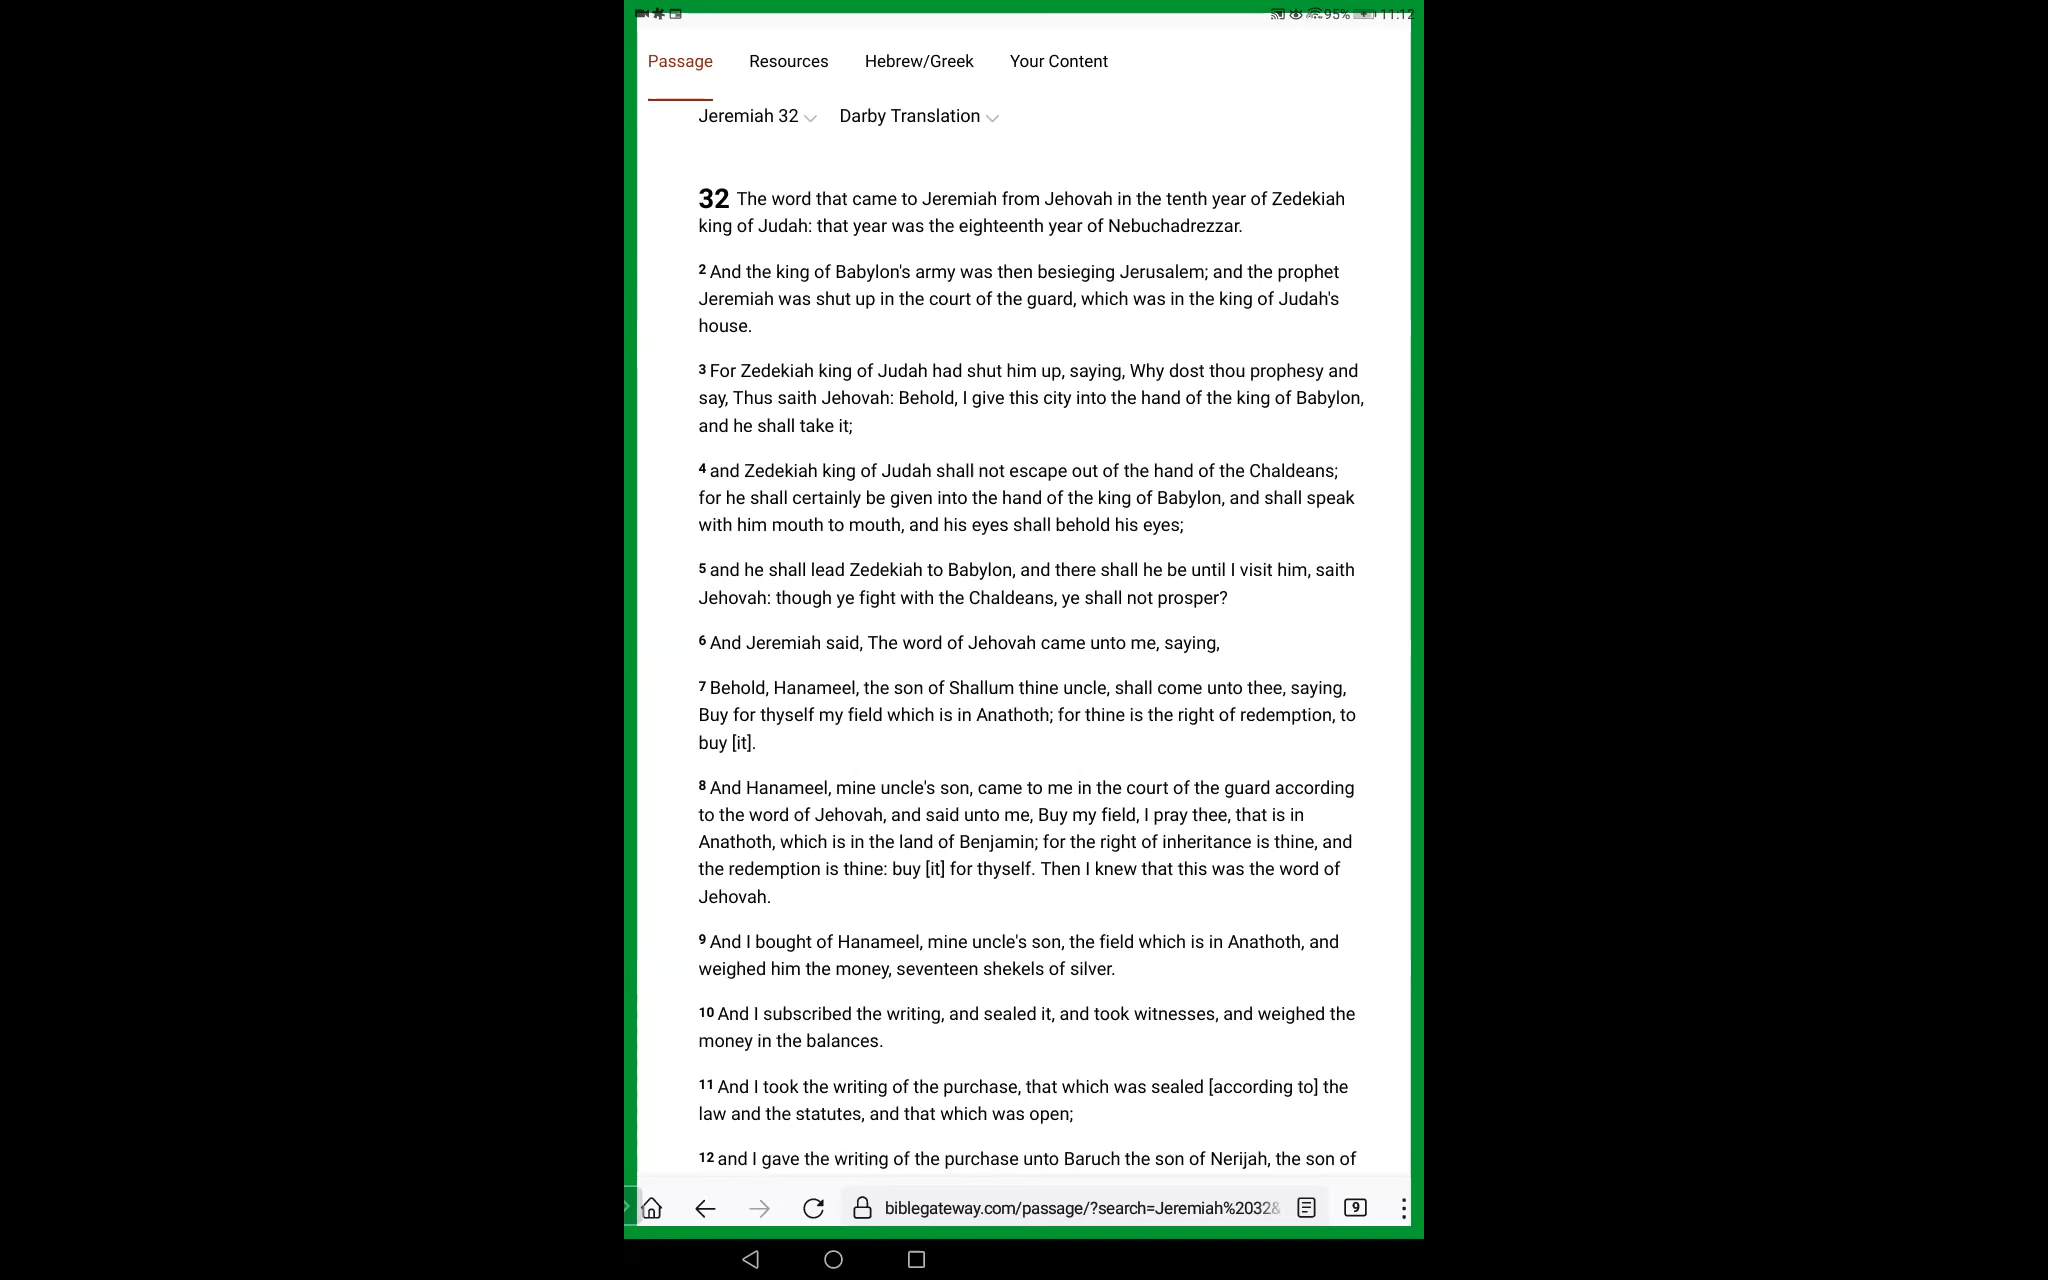 95% 11:12
Passage Resources Hebrew/Greek Your Content
Jeremiah 32 Darby Translation
32 The word that came to Jeremiah from Jehovah in the tenth year of Zedekiah
king of Judah: that year was the eighteenth year of Nebuchadrezzar.
2 And the king of Babylon's army was then besieging Jerusalem; and the prophet
Jeremiah was shut up in the court of the guard, which was in the king of Judah's
house.
3 For Zedekiah king of Judah had shut him up, saying, Why dost thou prophesy and
say, Thus saith Jehovah: Behold, I give this city into the hand of the king of Babylon,
and he shall take it;
4 and Zedekiah king of Judah shall not escape out of the hand of the Chaldeans;
for he shall certainly be given into the hand of the king of Babylon, and shall speak
with him mouth to mouth, and his eyes shall behold his eyes;
5 and he shall lead Zedekiah to Babylon, and there shall he be until I visit him, saith
Jehovah: though ye fight with the Chaldeans, ye shall not prosper?
6 And Jeremiah said, The word of Jehovah came unto me, saying,
7 Behold, Hanameel, the son of Shallum thine uncle, shall come unto thee, saying,
Buy for thyself my field which is in Anathoth; for thine is the right of redemption, to
buy [it].
8 And Hanameel, mine uncle's son, came to me in the court of the guard according
to the word of Jehovah, and said unto me, Buy my field, I pray thee, that is in
Anathoth, which is in the land of Benjamin; for the right of inheritance is thine, and
the redemption is thine: buy [it] for thyself. Then I knew that this was the word of
Jehovah.
9 And I bought of Hanameel, mine uncle's son, the field which is in Anathoth, and
weighed him the money, seventeen shekels of silver.
10 And I subscribed the writing, and sealed it, and took witnesses, and weighed the
money in the balances.
11 And I took the writing of the purchase, that which was sealed [according to] the
law and the statutes, and that which was open;
12 and I gave the writing of the purchase unto Baruch the son of Nerijah, the son of
biblegateway.com/passage/?search=Jeremiah%2032& 9